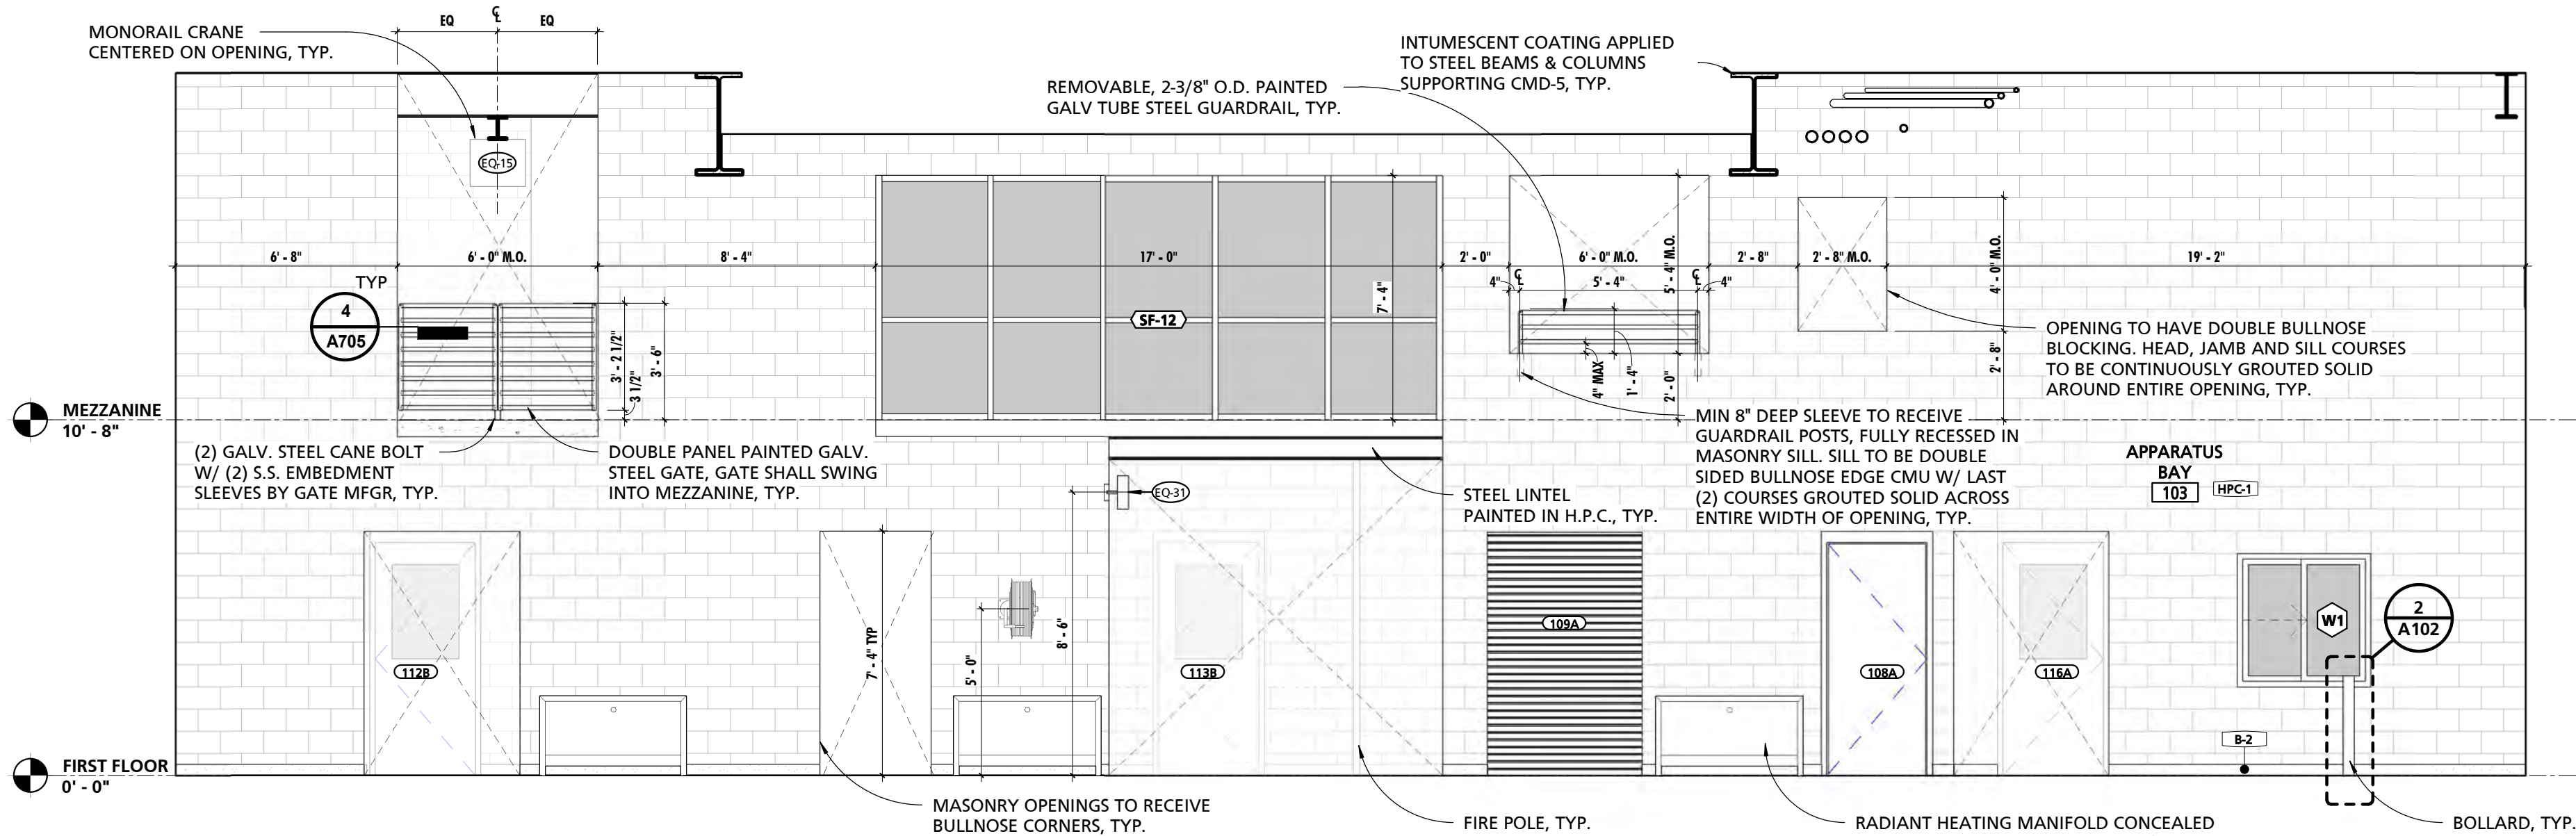 EQ
℄
EQ
MONORAIL CRANE
CENTERED ON OPENING, TYP.
INTUMESCENT COATING APPLIED
TO STEEL BEAMS & COLUMNS
SUPPORTING CMD-5, TYP.
REMOVABLE, 2-3/8" O.D. PAINTED
GALV TUBE STEEL GUARDRAIL, TYP.
EQ-15
6' - 8"
6' - 0" M.O.
8' - 4"
17' - 0"
2' - 0"
6' - 0" M.O.
2' - 8"
2' - 8" M.O.
19' - 2"
5' - 4" M.O.
4' - 0" M.O.
4"
℄
5' - 4"
℄
4"
TYP
4
A705
3' - 2 1/2"
3 1/2"
3' - 6"
SF-12
7' - 4"
4" MAX
1' - 4"
2' - 0"
2' - 8"
OPENING TO HAVE DOUBLE BULLNOSE
BLOCKING. HEAD, JAMB AND SILL COURSES
TO BE CONTINUOUSLY GROUTED SOLID
AROUND ENTIRE OPENING, TYP.
MEZZANINE
10' - 8"
(2) GALV. STEEL CANE BOLT
W/ (2) S.S. EMBEDMENT
SLEEVES BY GATE MFGR, TYP.
DOUBLE PANEL PAINTED GALV.
STEEL GATE, GATE SHALL SWING
INTO MEZZANINE, TYP.
MIN 8" DEEP SLEEVE TO RECEIVE
GUARDRAIL POSTS, FULLY RECESSED IN
MASONRY SILL. SILL TO BE DOUBLE
SIDED BULLNOSE EDGE CMU W/ LAST
(2) COURSES GROUTED SOLID ACROSS
ENTIRE WIDTH OF OPENING, TYP.
APPARATUS
BAY
103
HPC-1
EQ-31
STEEL LINTEL
PAINTED IN H.P.C., TYP.
112B
7' - 4" TYP
5' - 0"
8' - 6"
113B
109A
108A
116A
W1
2
A102
B-2
FIRST FLOOR
0' - 0"
MASONRY OPENINGS TO RECEIVE
BULLNOSE CORNERS, TYP.
FIRE POLE, TYP.
RADIANT HEATING MANIFOLD CONCEALED
BOLLARD, TYP.